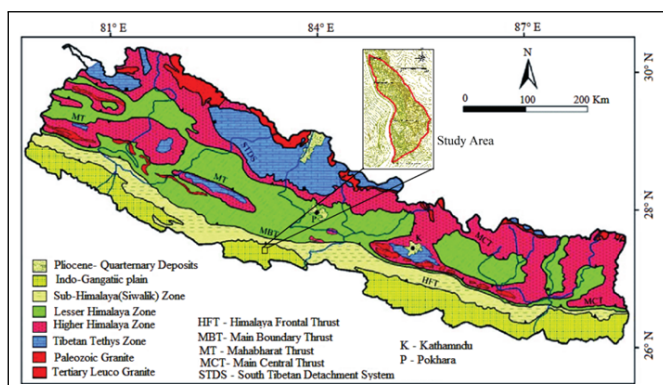 81° E
84° E
87° E
30° N
N
0
100
200 Km
Study Area
MT
STDS
MT
28° N
P
MBT
K
MCT
HFT
MCT
26° N
Pliocene- Quarternary Deposits
Indo-Gangatiic plain
Sub-Himalaya(Siwalik) Zone
Lesser Himalaya Zone
Higher Himalaya Zone
Tibetan Tethys Zone
Paleozoic Granite
Tertiary Leuco Granite
HFT - Himalaya Frontal Thrust
MBT- Main Boundary Thrust
MT - Mahabharat Thrust
MCT - Main Central Thrust
STDS - South Tibetan Detachment System
K - Kathamndu
P - Pokhara